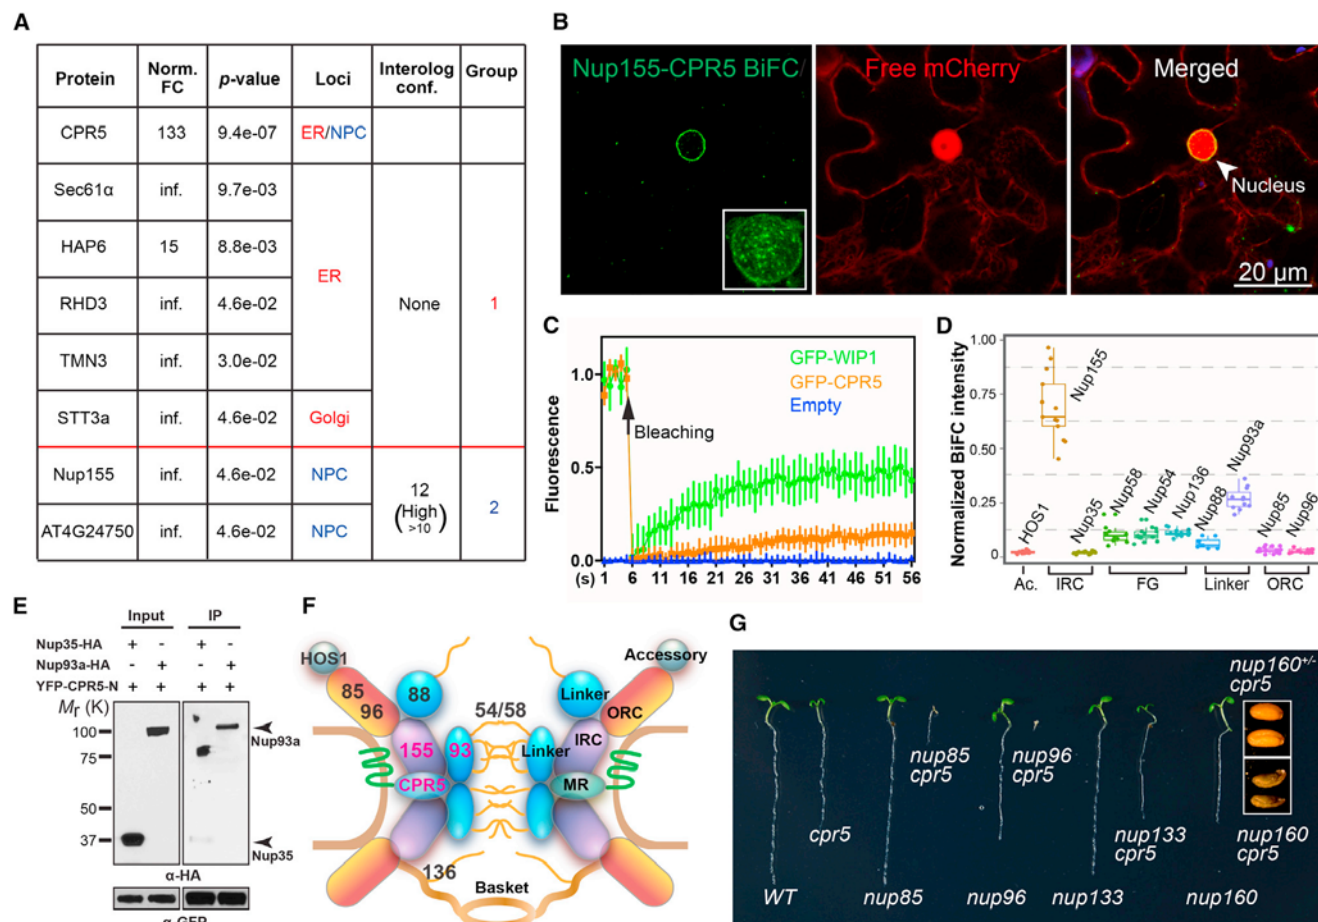 A
Protein Norm. FC p-value Loci Interolog conf. Group
CPR5 133 9.4e-07 ER/NPC
Sec61α inf. 9.7e-03
HAP6 15 8.8e-03
ER
RHD3 inf. 4.6e-02
None
1
TMN3 inf. 3.0e-02
STT3a inf. 4.6e-02 Golgi
Nup155 inf. 4.6e-02 NPC
12
(High)
>10
2
AT4G24750 inf. 4.6e-02 NPC
B
Nup155-CPR5 BiFC/
Free mCherry
Merged
Nucleus
20 µm
C
Fluorescence
1.0
0.5
0.0
GFP-WIP1
GFP-CPR5
Empty
Bleaching
(s) 1 6 11 16 21 26 31 36 41 46 51 56
D
Normalized BiFC intensity
1.00
0.75
0.50
0.25
0
HOS1
Nup155
Nup35
Nup58
Nup54
Nup136
Nup88
Nup93a
Nup85
Nup96
Ac. IRC FG Linker ORC
E
Input IP
Nup35-HA + - + -
Nup93a-HA - + - +
YFP-CPR5-N + + + +
Mr (K)
100
75
50
37
Nup93a
Nup35
α-HA
α-GFP
F
HOS1
Accessory
85
96
88
Linker
ORC
54/58
155
93
Linker
IRC
CPR5
MR
136
Basket
G
nup160+/-
cpr5
nup85
cpr5
nup96
cpr5
cpr5
nup133
cpr5
nup160
cpr5
WT
nup85
nup96
nup133
nup160